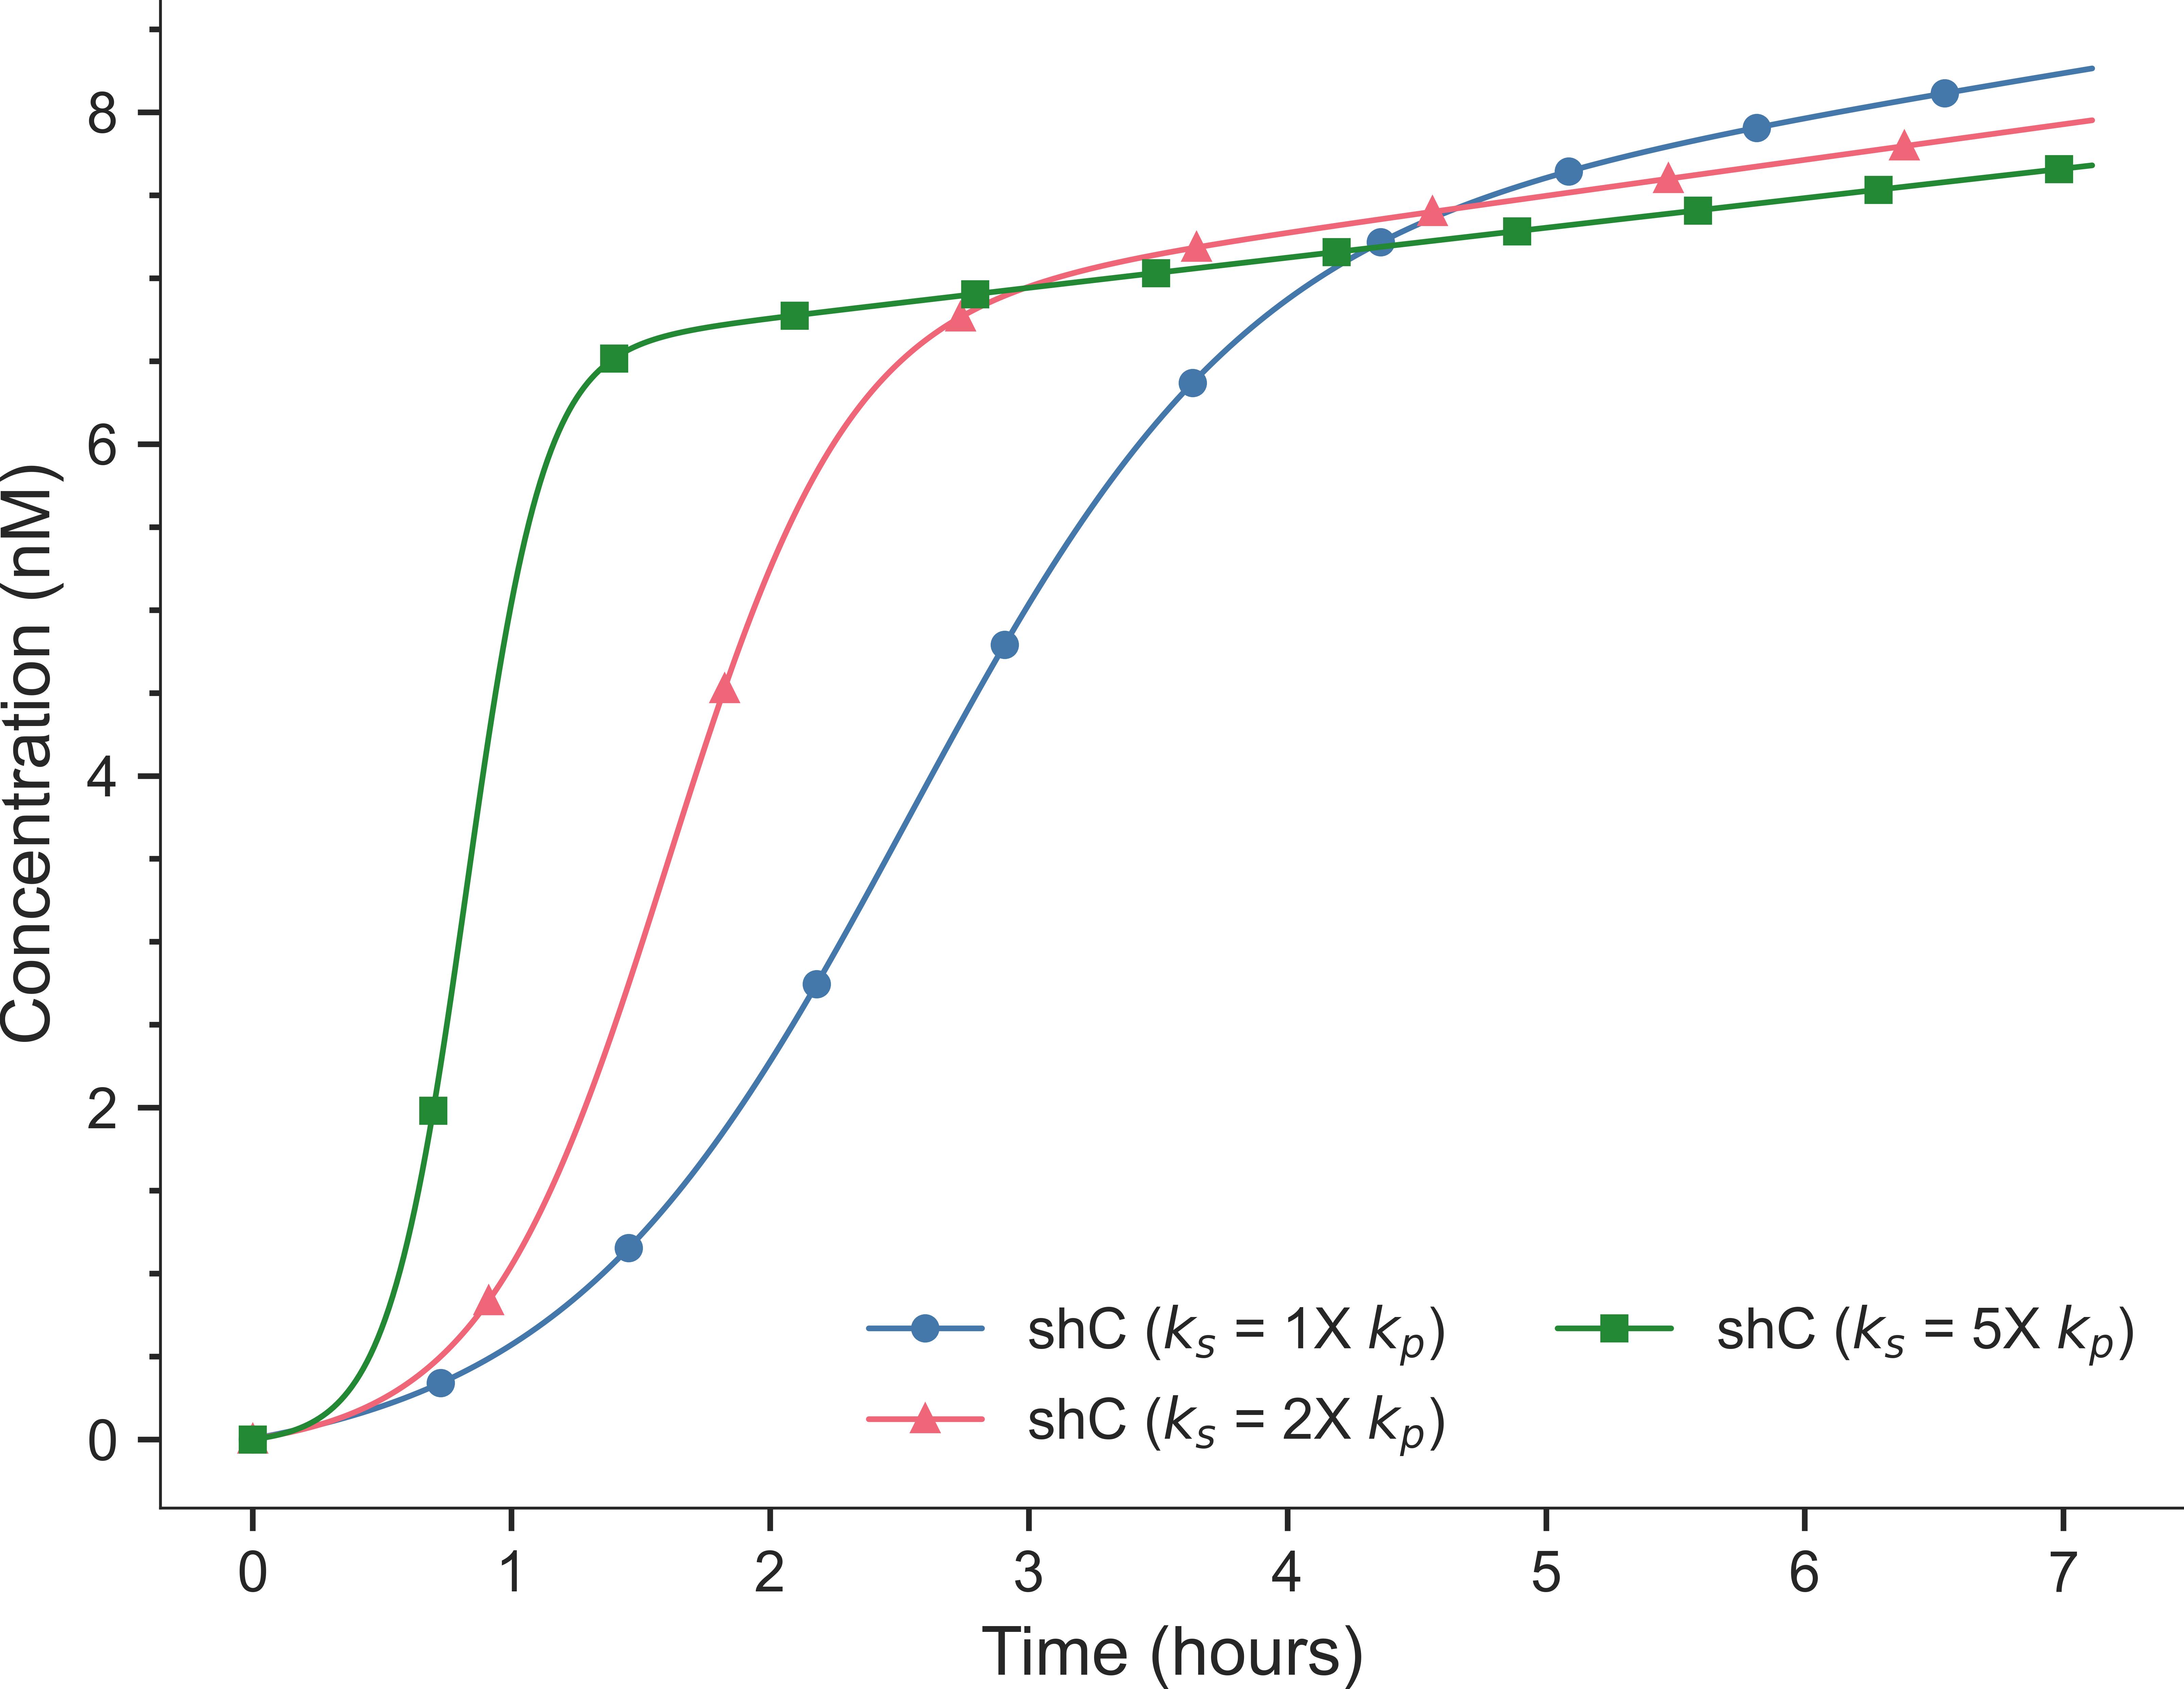 Concentration (nM)
8
6
4
2
0
shC (kₛ = 1X kₚ)
shC (kₛ = 2X kₚ)
shC (kₛ = 5X kₚ)
0 1 2 3 4 5 6 7
Time (hours)